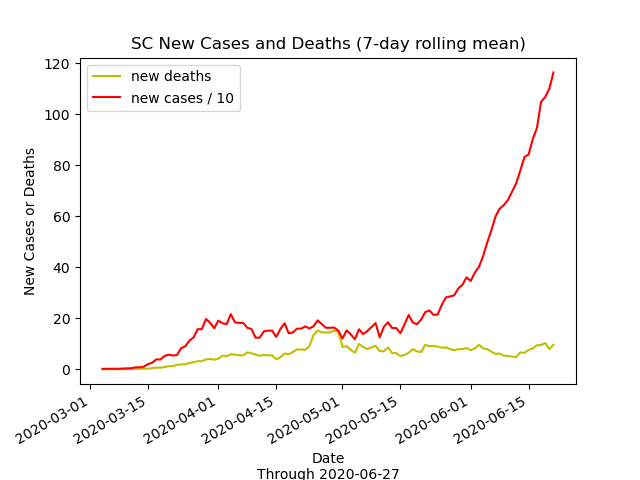 SC New Cases and Deaths (7-day rolling mean)
new deaths
new cases / 10
New Cases or Deaths
120
100
80
60
40
20
0
2020-03-01
2020-03-15
2020-04-01
2020-04-15
2020-05-01
2020-05-15
2020-06-01
2020-06-15
Date
Through 2020-06-27